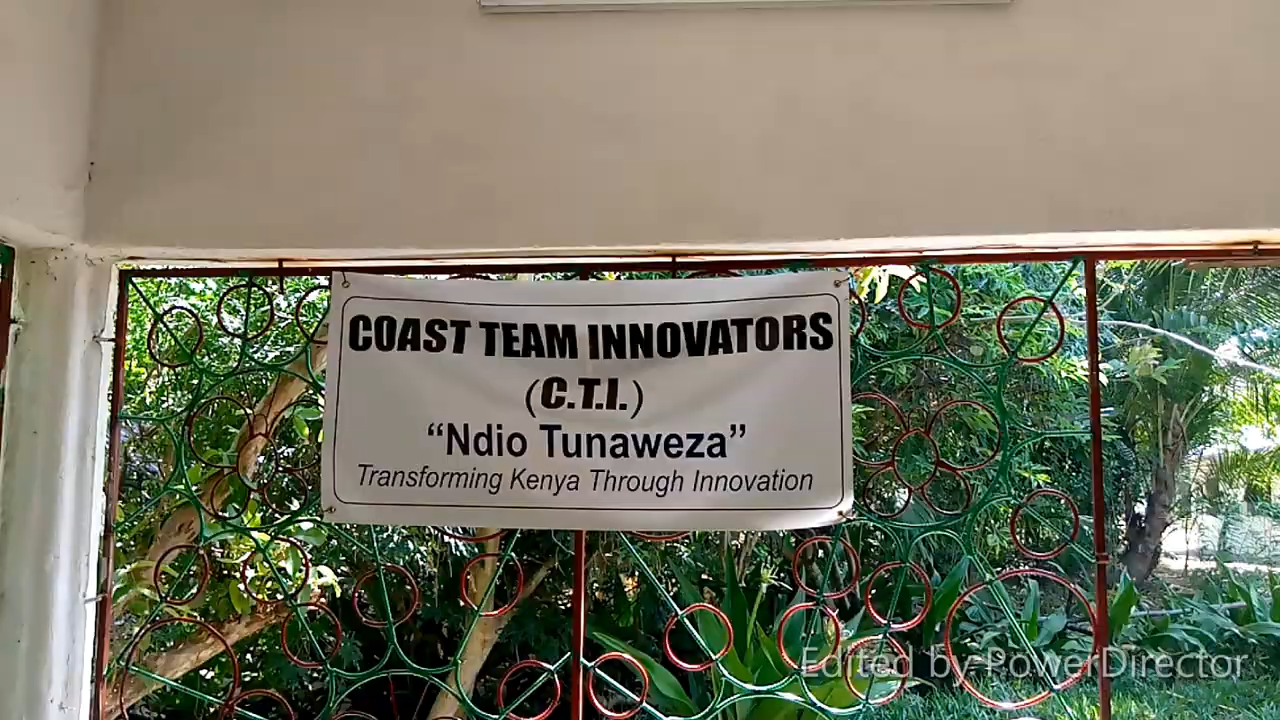 COAST TEAM INNOVATORS
(C.T.I.)
“Ndio Tunaweza”
Transforming Kenya Through Innovation
Edited by PowerDirector